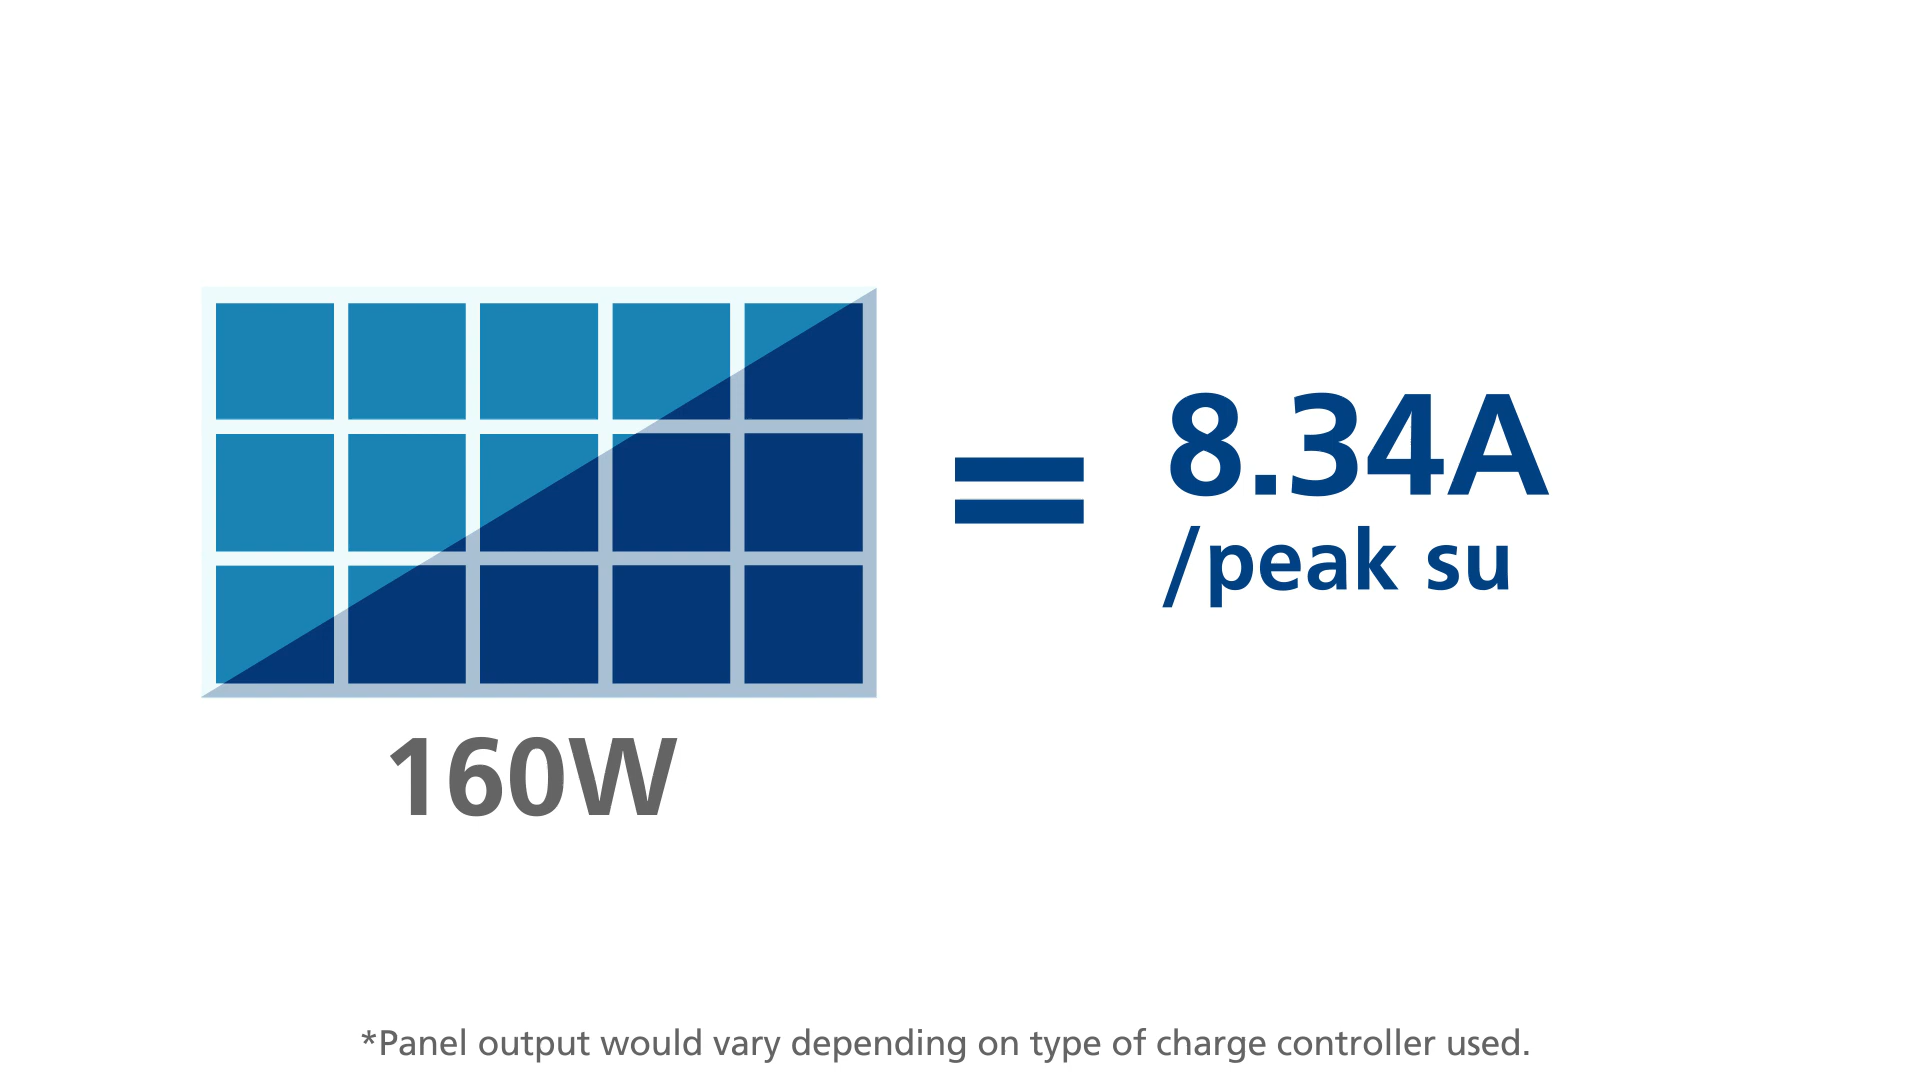 160W
=
8.34A
/peak su
*Panel output would vary depending on type of charge controller used.